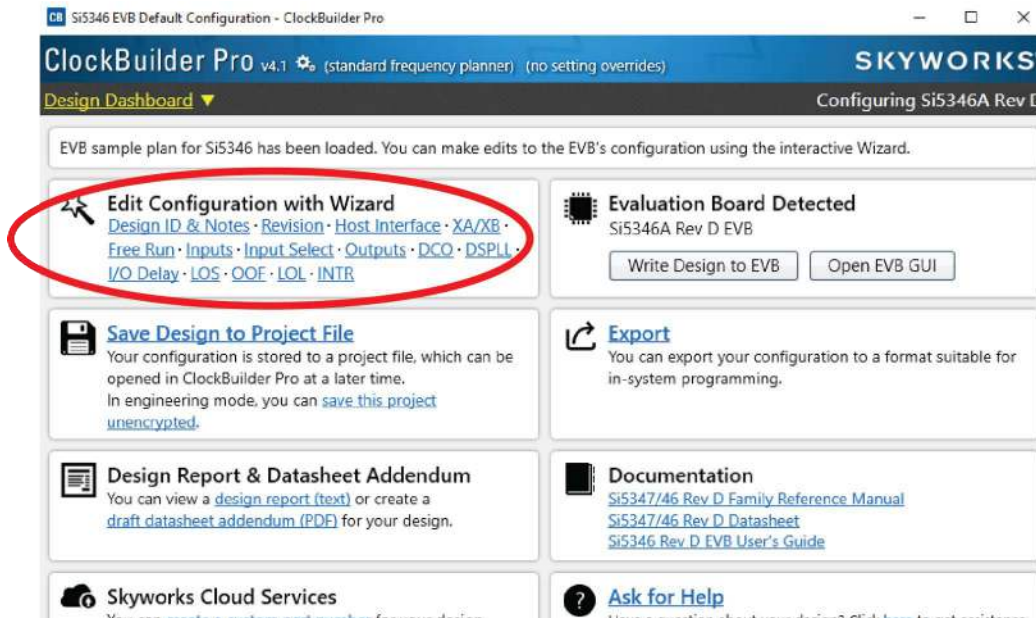 CB Si5346 EVB Default Configuration - ClockBuilder Pro
ClockBuilder Pro v4.1 (standard frequency planner) (no setting overrides)
SKYWORKS
Design Dashboard ▼
Configuring Si5346A Rev D
EVB sample plan for Si5346 has been loaded. You can make edits to the EVB's configuration using the interactive Wizard.
Edit Configuration with Wizard
Design ID & Notes · Revision · Host Interface · XA/XB ·
Free Run · Inputs · Input Select · Outputs · DCO · DSPLL ·
I/O Delay · LOS · OOF · LOL · INTR
Evaluation Board Detected
Si5346A Rev D EVB
Write Design to EVB
Open EVB GUI
Save Design to Project File
Your configuration is stored to a project file, which can be
opened in ClockBuilder Pro at a later time.
In engineering mode, you can save this project
unencrypted.
Export
You can export your configuration to a format suitable for
in-system programming.
Design Report & Datasheet Addendum
You can view a design report (text) or create a
draft datasheet addendum (PDF) for your design.
Documentation
Si5347/46 Rev D Family Reference Manual
Si5347/46 Rev D Datasheet
Si5346 Rev D EVB User's Guide
Skyworks Cloud Services
Ask for Help